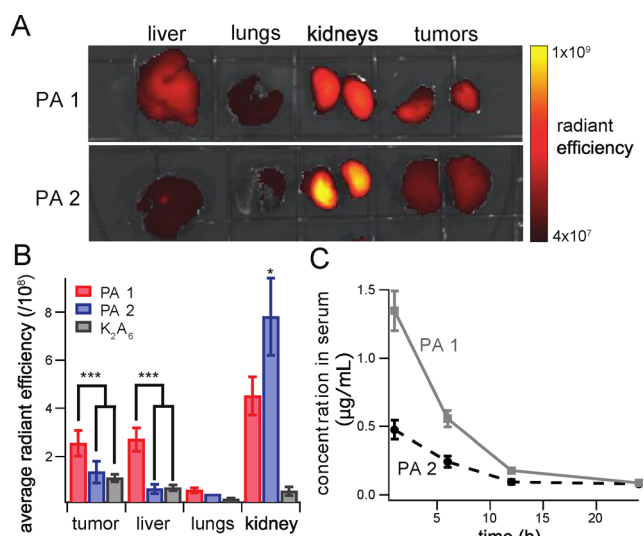 A
liver lungs kidneys tumors
PA 1
PA 2
1x10⁹
radiant
efficiency
4x10⁷
B
average radiant efficiency (/10⁸)
8
6
4
2
PA 1
PA 2
K₂A₆
***
***
*
tumor liver lungs kidney
C
concentration in serum
(μg/mL)
1.5
1.0
0.5
0.0
PA 1
PA 2
5 10 15 20
time (h)